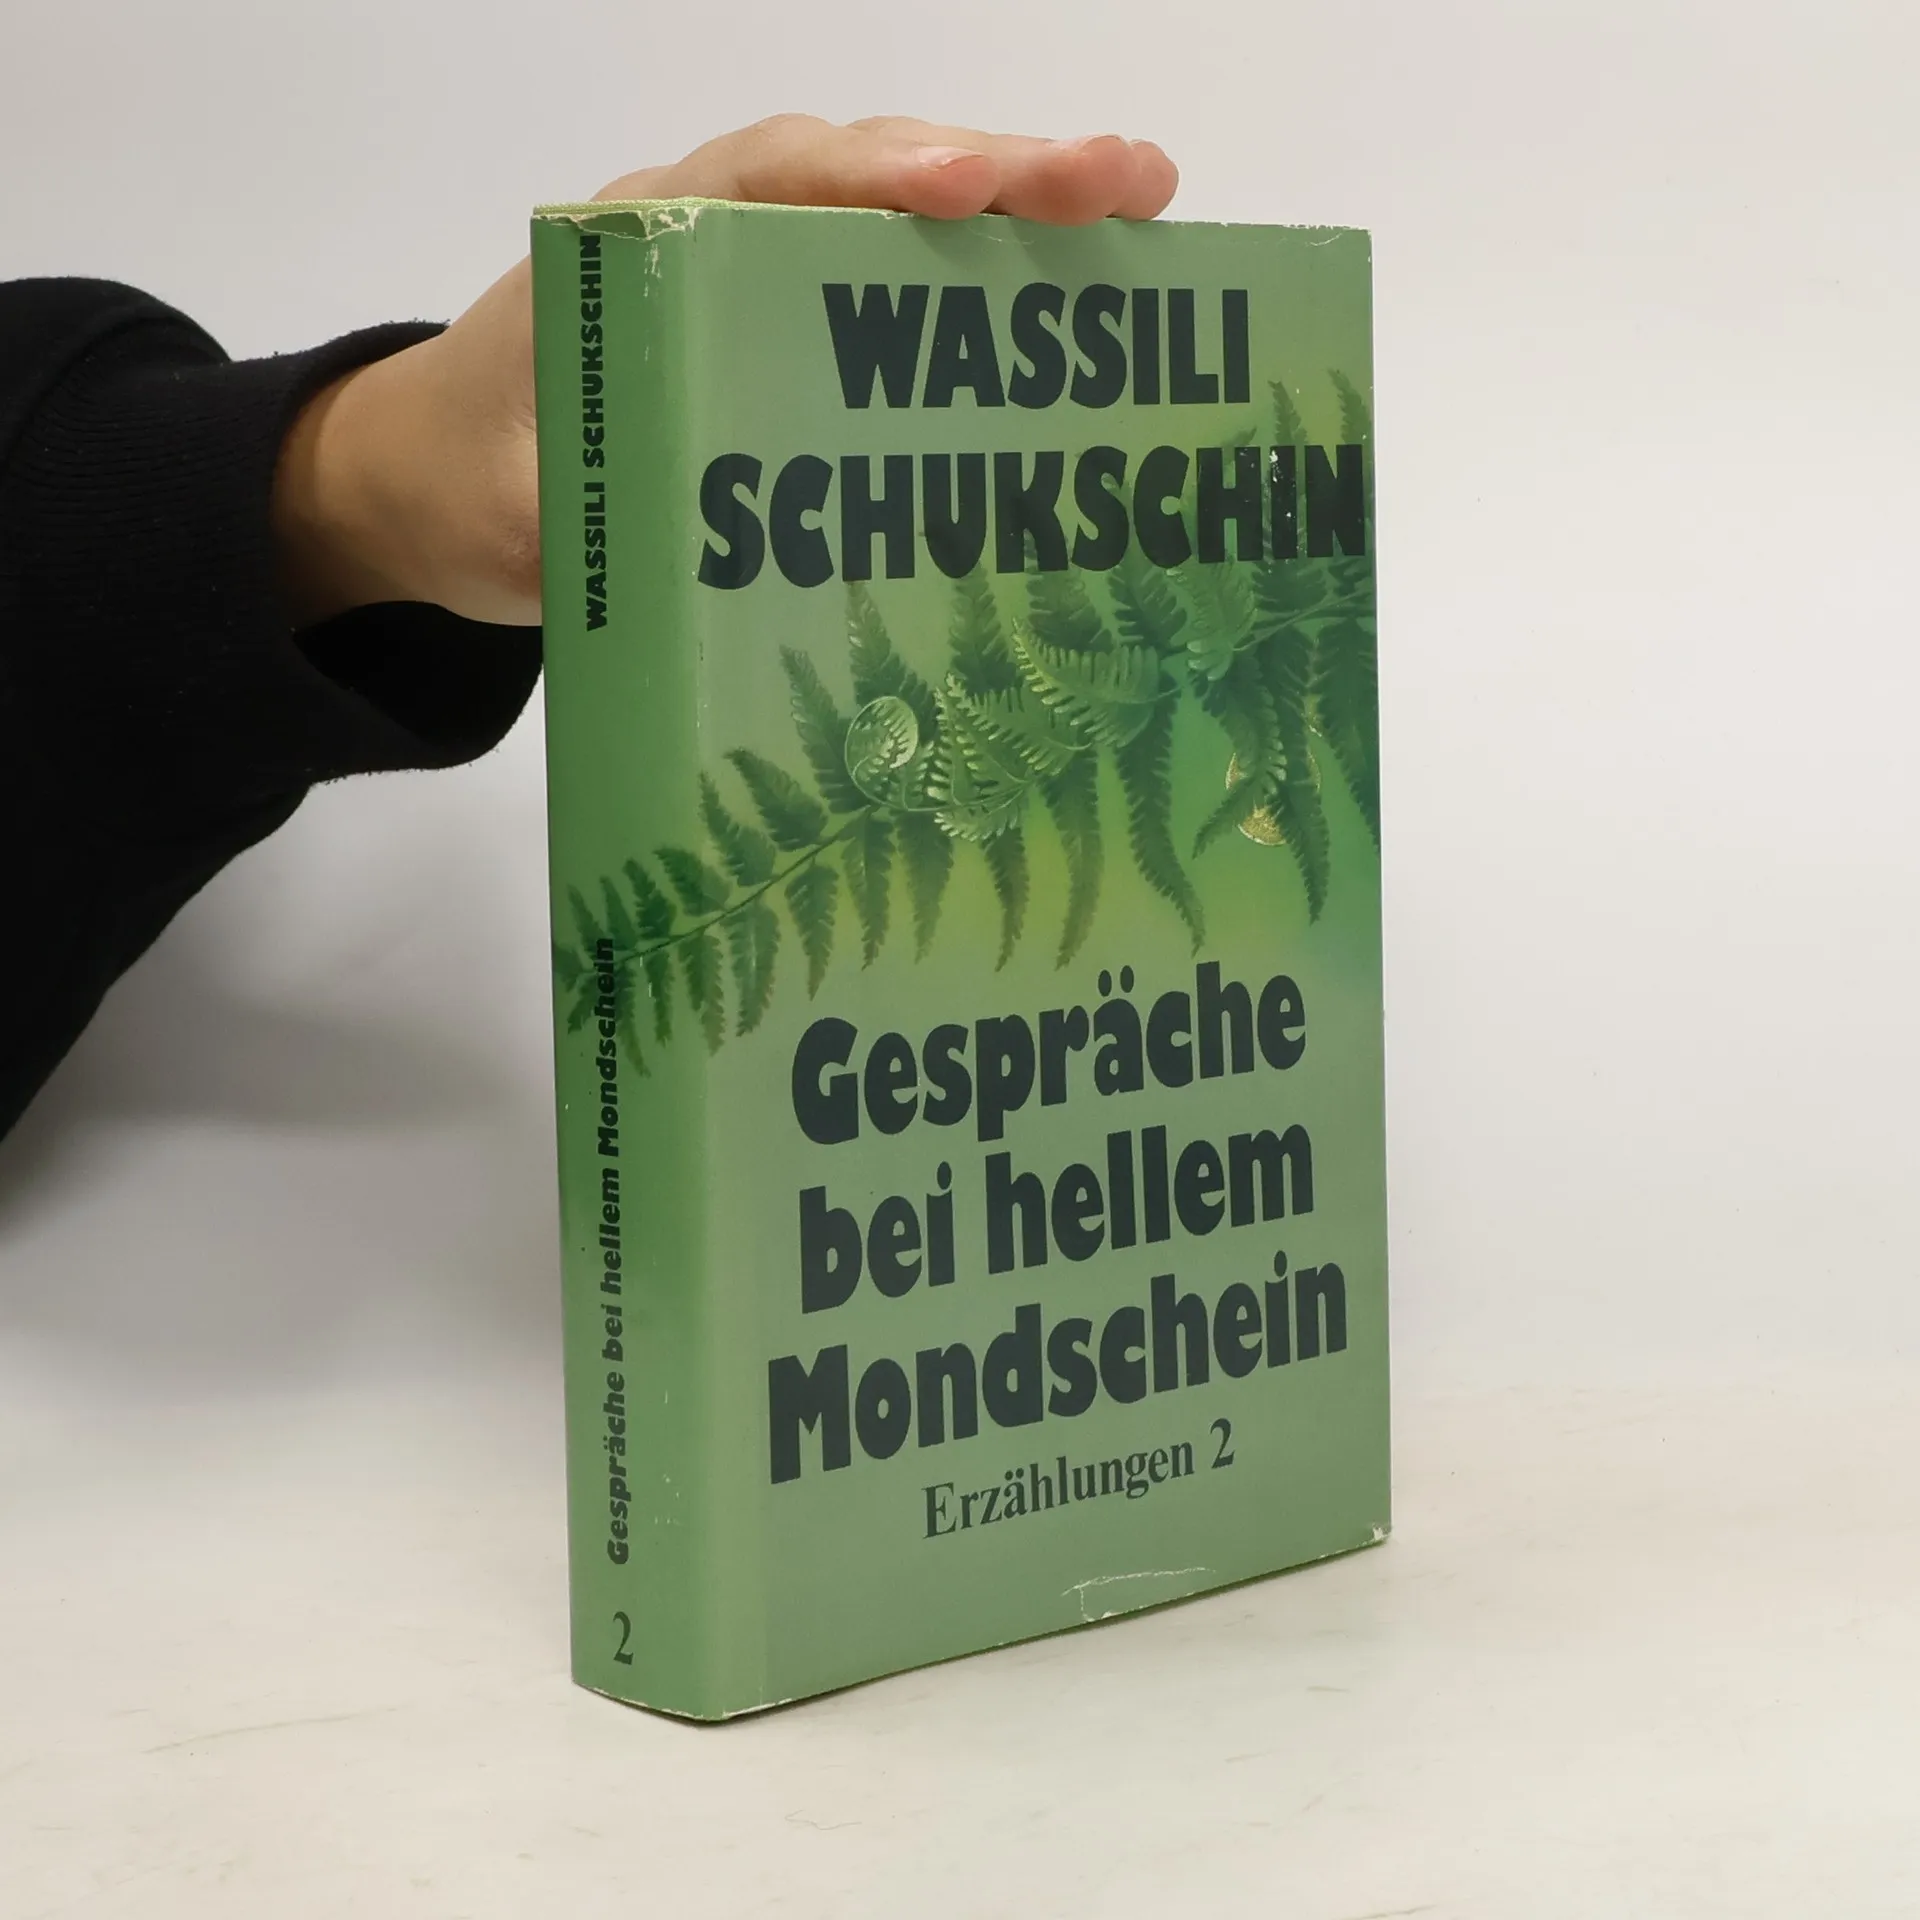 WASSILI SCHUKSCHIN
Gespräche bei hellem Mondschein
2
WASSILI
SCHUKSCHIN
Gespräche
bei hellem
Mondschein
Erzählungen 2